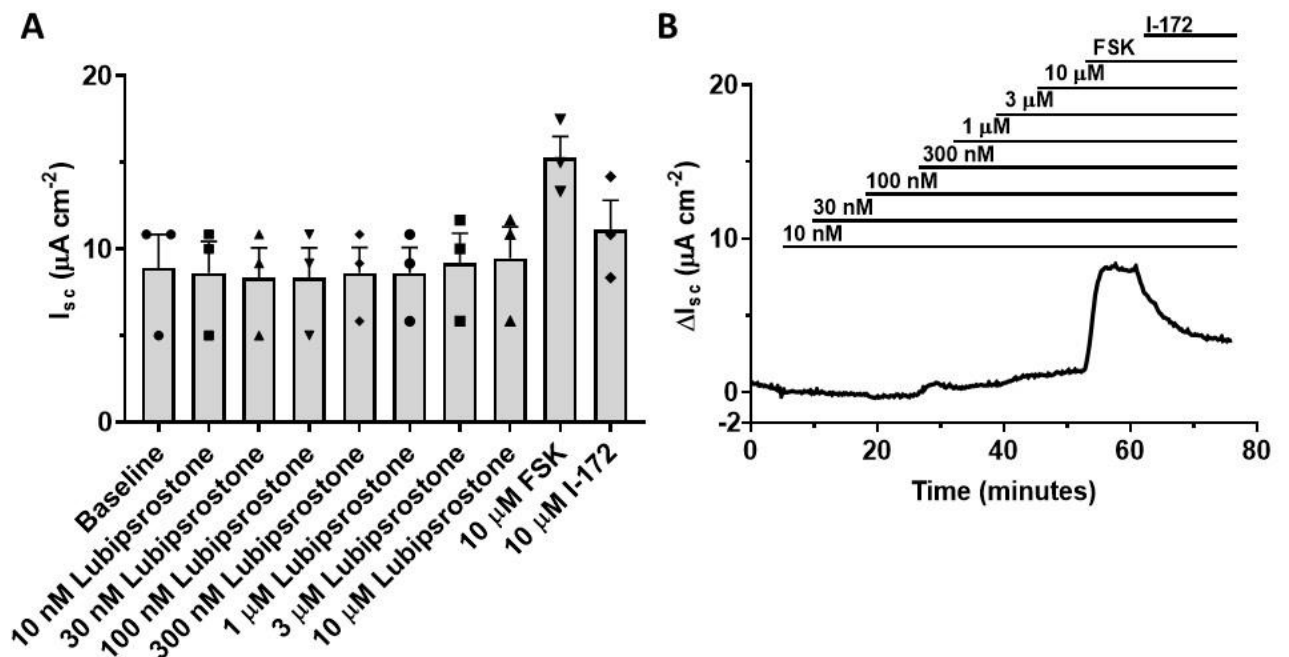 A
20
10
0
Isc (μA cm-2)
Baseline
10 nM Lubipsrostone
30 nM Lubipsrostone
100 nM Lubipsrostone
300 nM Lubipsrostone
1 μM Lubipsrostone
3 μM Lubipsrostone
10 μM Lubipsrostone
10 μM FSK
10 μM I-172
B
I-172
FSK
10 μM
3 μM
1 μM
300 nM
100 nM
30 nM
10 nM
20
10
0
-2
ΔIsc (μA cm-2)
0 20 40 60 80
Time (minutes)